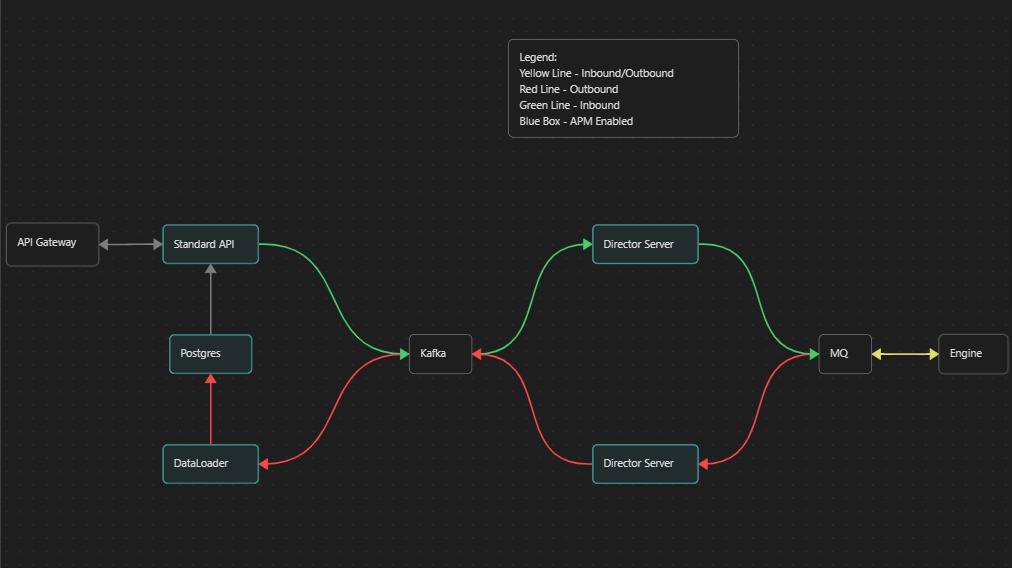 Legend:
Yellow Line - Inbound/Outbound
Red Line - Outbound
Green Line - Inbound
Blue Box - APM Enabled
API Gateway
Standard API
Director Server
Postgres
Kafka
MQ
Engine
DataLoader
Director Server